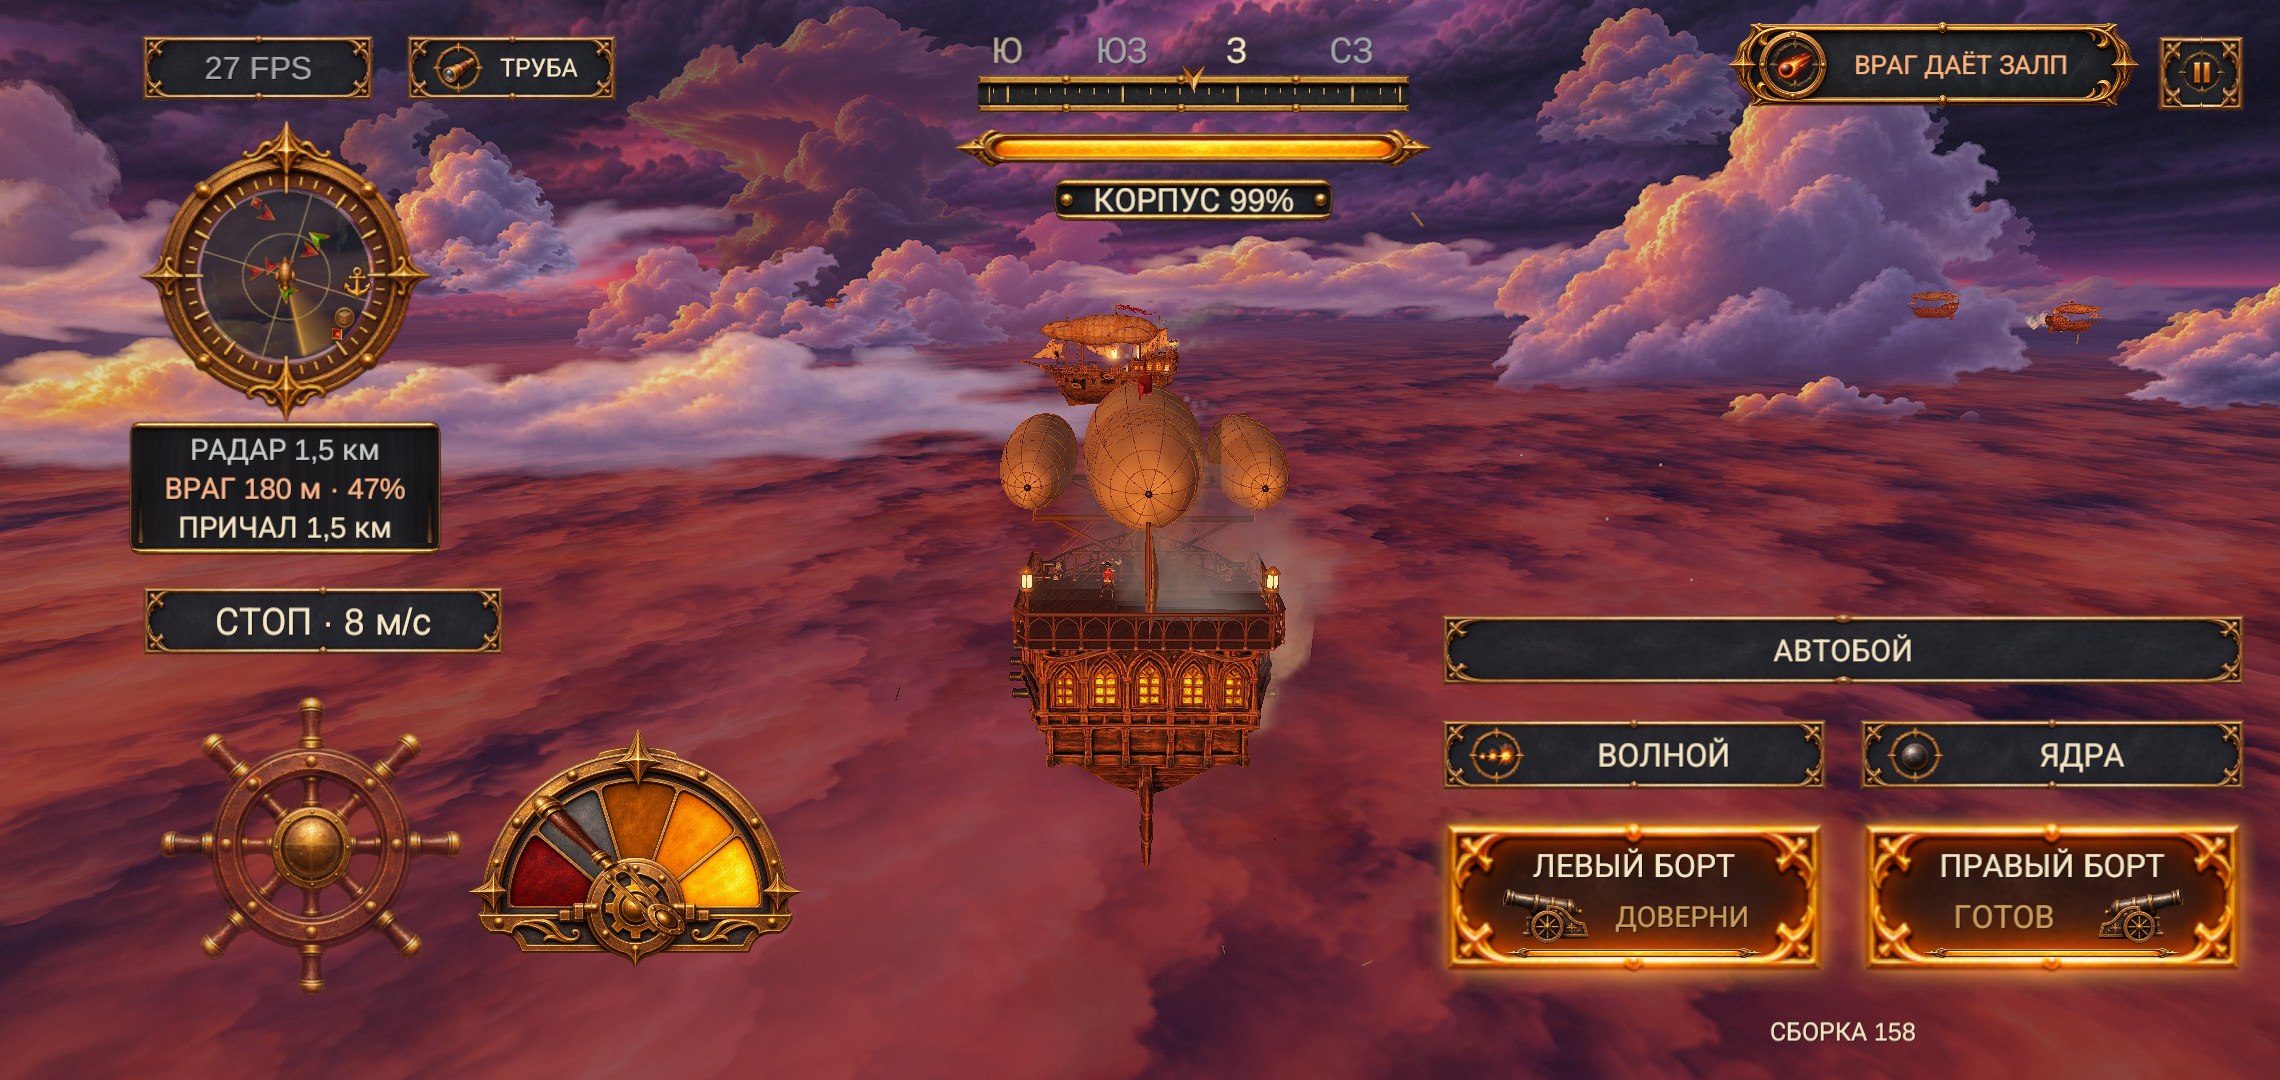 27 FPS
ТРУБА
Ю ЮЗ З СЗ
ВРАГ ДАЁТ ЗАЛП
КОРПУС 99%
РАДАР 1,5 км
ВРАГ 180 м · 47%
ПРИЧАЛ 1,5 км
СТОП · 8 м/с
АВТОБОЙ
ВОЛНОЙ
ЯДРА
ЛЕВЫЙ БОРТ
ДОВЕРНИ
ПРАВЫЙ БОРТ
ГОТОВ
СБОРКА 158